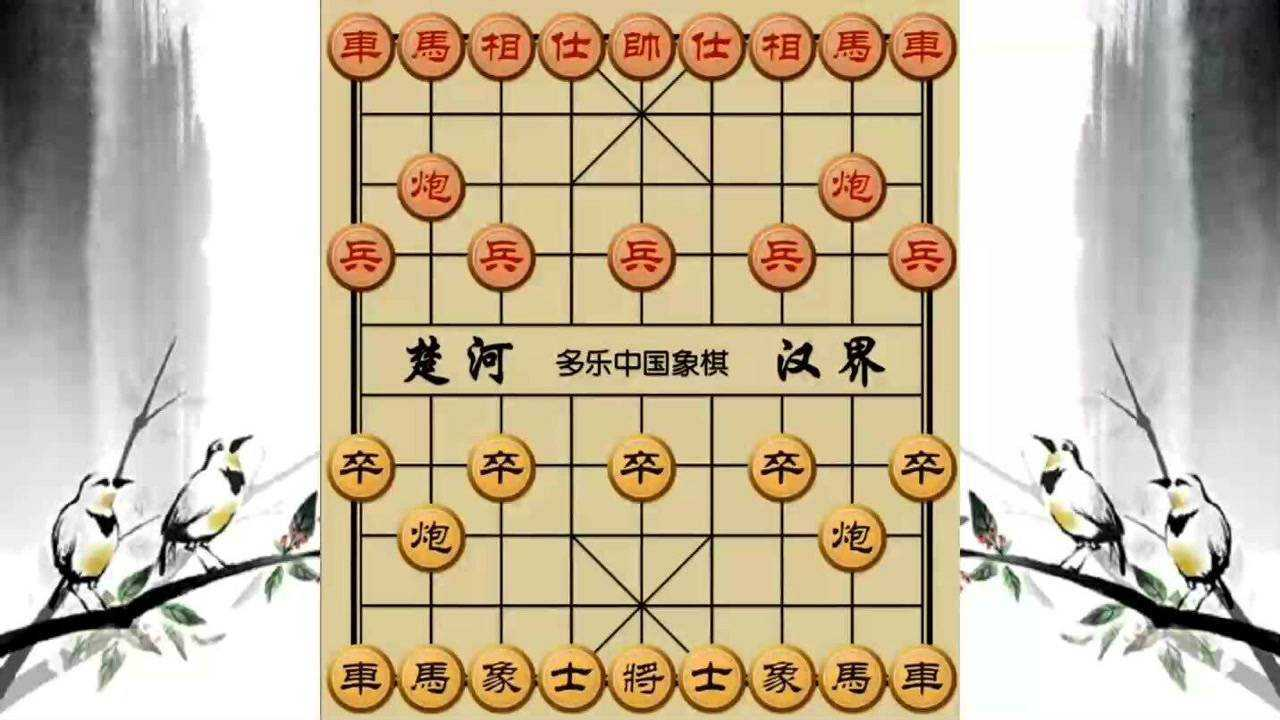 車馬相仕帥仕相馬車
炮 炮
兵 兵 兵 兵 兵
楚河 多乐中国象棋 汉界
卒 卒 卒 卒 卒
炮 炮
車馬象士將士象馬車